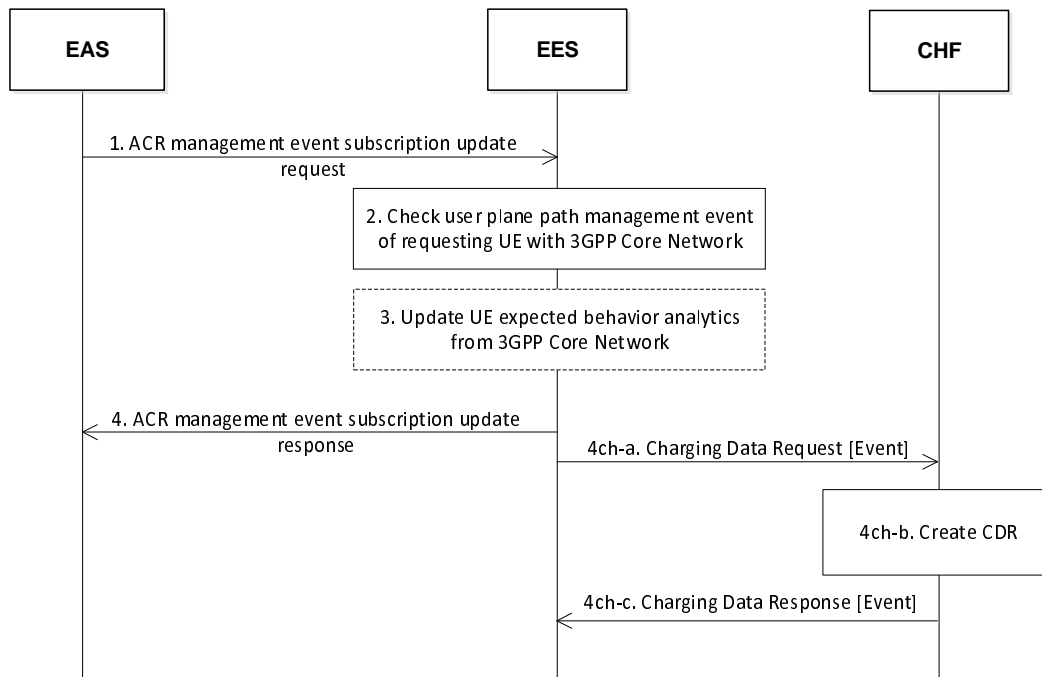 EAS
EES
CHF
1. ACR management event subscription update
request
2. Check user plane path management event
of requesting UE with 3GPP Core Network
3. Update UE expected behavior analytics
from 3GPP Core Network
4. ACR management event subscription update
response
4ch-a. Charging Data Request [Event]
4ch-b. Create CDR
4ch-c. Charging Data Response [Event]